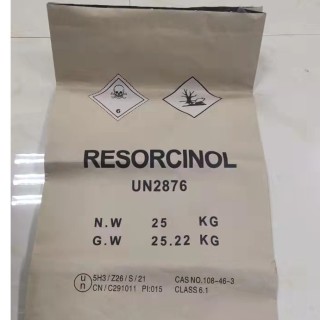 6
RESORCINOL
UN2876
N.W 25 KG
G.W 25.22 KG
un 5H3/Z26/S/21 CAS NO.108-46-3
CN/C291011 PI:015 CLASS 6.1